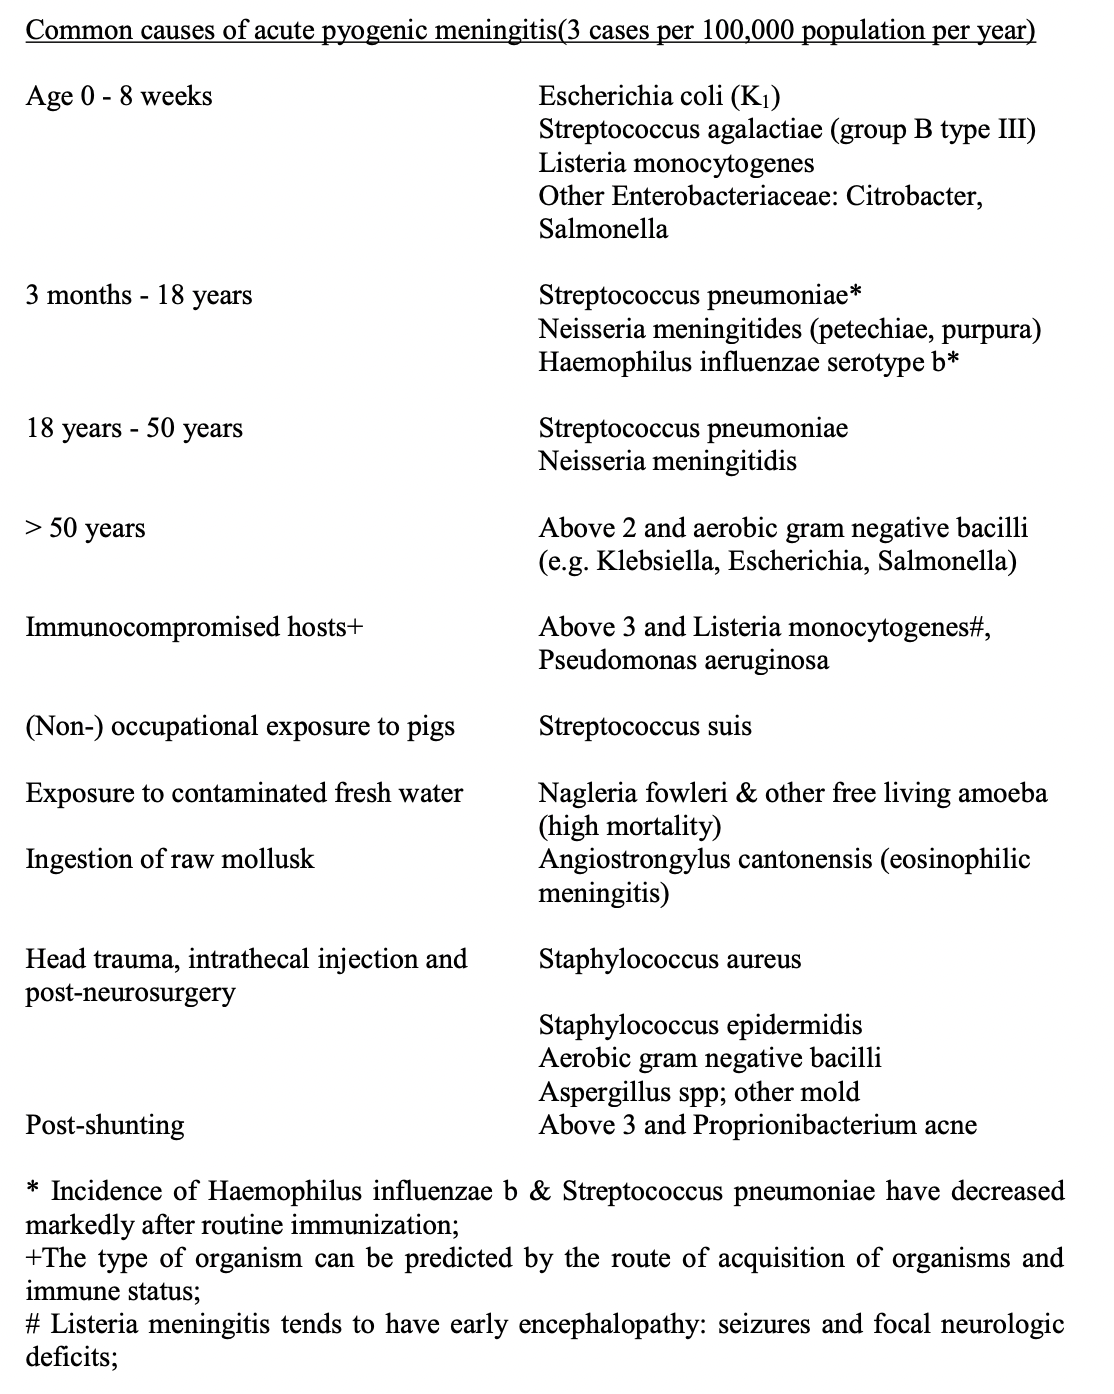 Common causes of acute pyogenic meningitis(3 cases per 100,000 population per year)
Age 0 - 8 weeks
Escherichia coli (K₁)
Streptococcus agalactiae (group B type III)
Listeria monocytogenes
Other Enterobacteriaceae: Citrobacter,
Salmonella
3 months - 18 years
Streptococcus pneumoniae*
Neisseria meningitides (petechiae, purpura)
Haemophilus influenzae serotype b*
18 years - 50 years
Streptococcus pneumoniae
Neisseria meningitidis
> 50 years
Above 2 and aerobic gram negative bacilli
(e.g. Klebsiella, Escherichia, Salmonella)
Immunocompromised hosts+
Above 3 and Listeria monocytogenes#,
Pseudomonas aeruginosa
(Non-) occupational exposure to pigs
Streptococcus suis
Exposure to contaminated fresh water
Nagleria fowleri & other free living amoeba
(high mortality)
Ingestion of raw mollusk
Angiostrongylus cantonensis (eosinophilic
meningitis)
Head trauma, intrathecal injection and
post-neurosurgery
Staphylococcus aureus
Staphylococcus epidermidis
Aerobic gram negative bacilli
Aspergillus spp; other mold
Post-shunting
Above 3 and Proprionibacterium acne
* Incidence of Haemophilus influenzae b & Streptococcus pneumoniae have decreased
markedly after routine immunization;
+The type of organism can be predicted by the route of acquisition of organisms and
immune status;
# Listeria meningitis tends to have early encephalopathy: seizures and focal neurologic
deficits;